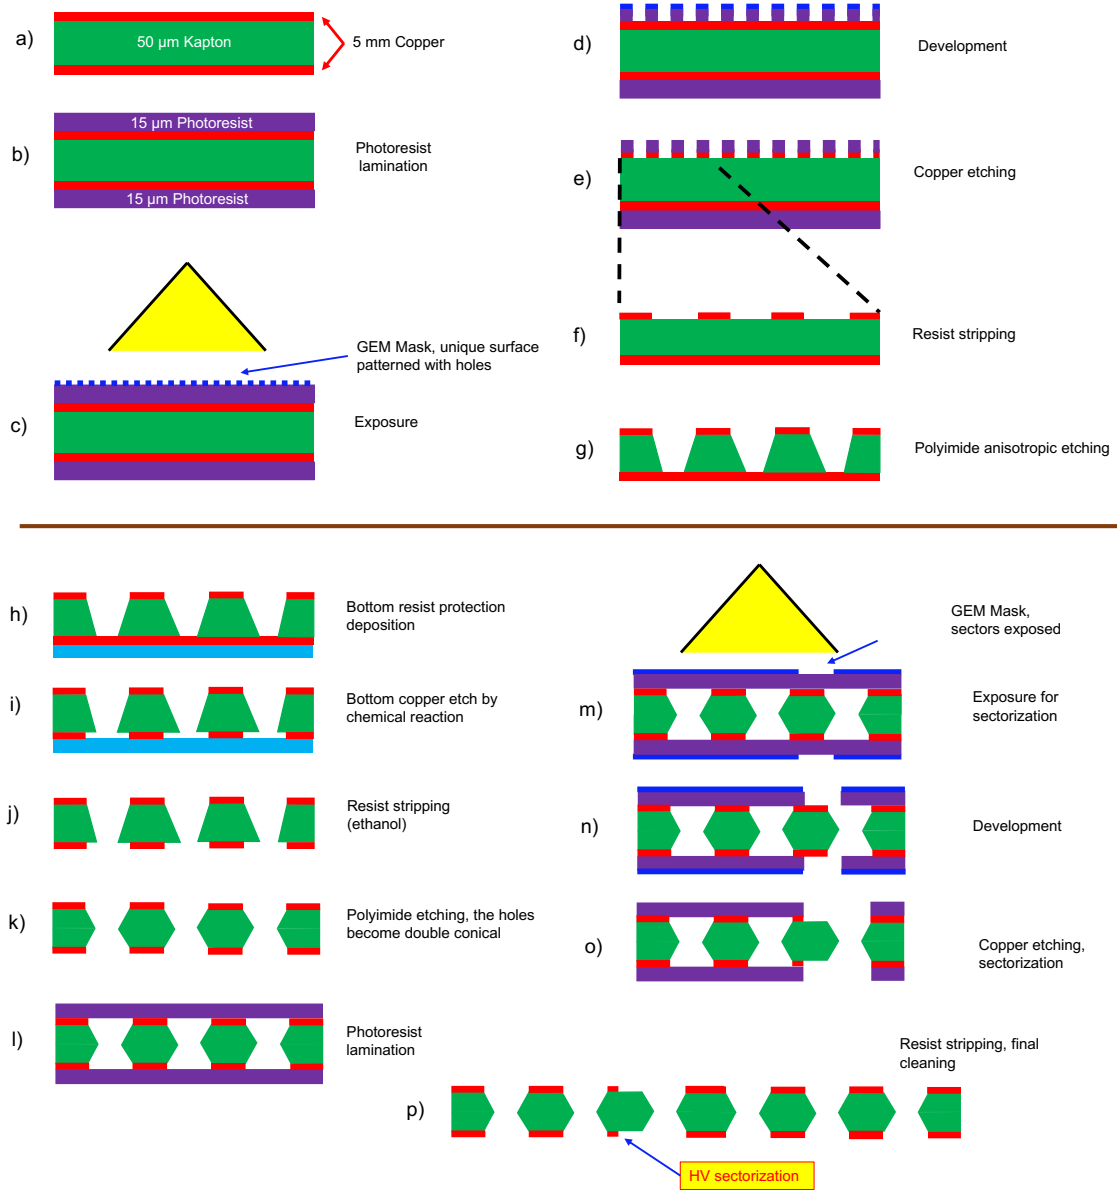 a)
50 µm Kapton
5 mm Copper
b)
15 µm Photoresist
15 µm Photoresist
Photoresist
lamination
c)
GEM Mask, unique surface
patterned with holes
Exposure
d)
Development
e)
Copper etching
f)
Resist stripping
g)
Polyimide anisotropic etching
h)
Bottom resist protection
deposition
i)
Bottom copper etch by
chemical reaction
j)
Resist stripping
(ethanol)
k)
Polyimide etching, the holes
become double conical
l)
Photoresist
lamination
m)
GEM Mask,
sectors exposed
Exposure for
sectorization
n)
Development
o)
Copper etching,
sectorization
p)
Resist stripping, final
cleaning
HV sectorization